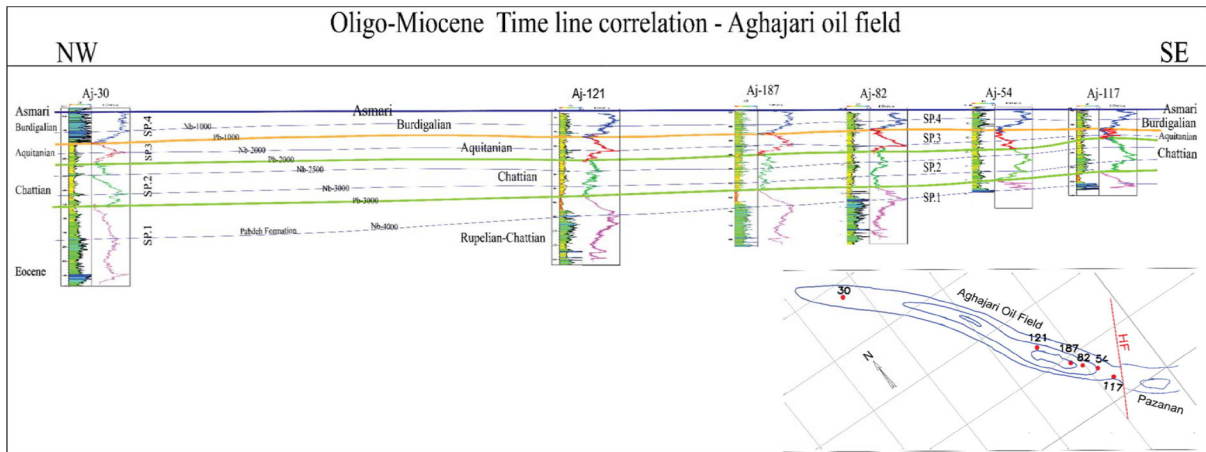 Oligo-Miocene Time line correlation - Aghajari oil field
NW
SE
Aj-30
Aj-121
Aj-187
Aj-82
Aj-54
Aj-117
Asmari
Asmari
Asmari
Burdigalian
SP.4
Nb-1000
Burdigalian
SP.4
Burdigalian
Pb-1000
Aquitanian
SP.3
Nb-2000
Aquitanian
SP.3
Aquitanian
Pb-2000
Chattian
Nb-2500
Chattian
SP.2
Chattian
SP.2
Nb-3000
Pb-3000
SP.1
SP.1
Pabdeh Formation
Nb-4000
Rupelian-Chattian
Eocene
30
Aghajari Oil Field
121
187
82
54
117
HF
N
Pazanan